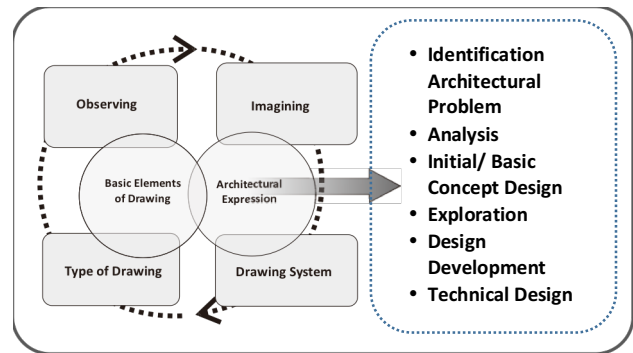 Observing
Imagining
Basic Elements
of Drawing
Architectural
Expression
Type of Drawing
Drawing System
• Identification
Architectural
Problem
• Analysis
• Initial/ Basic
Concept Design
• Exploration
• Design
Development
• Technical Design